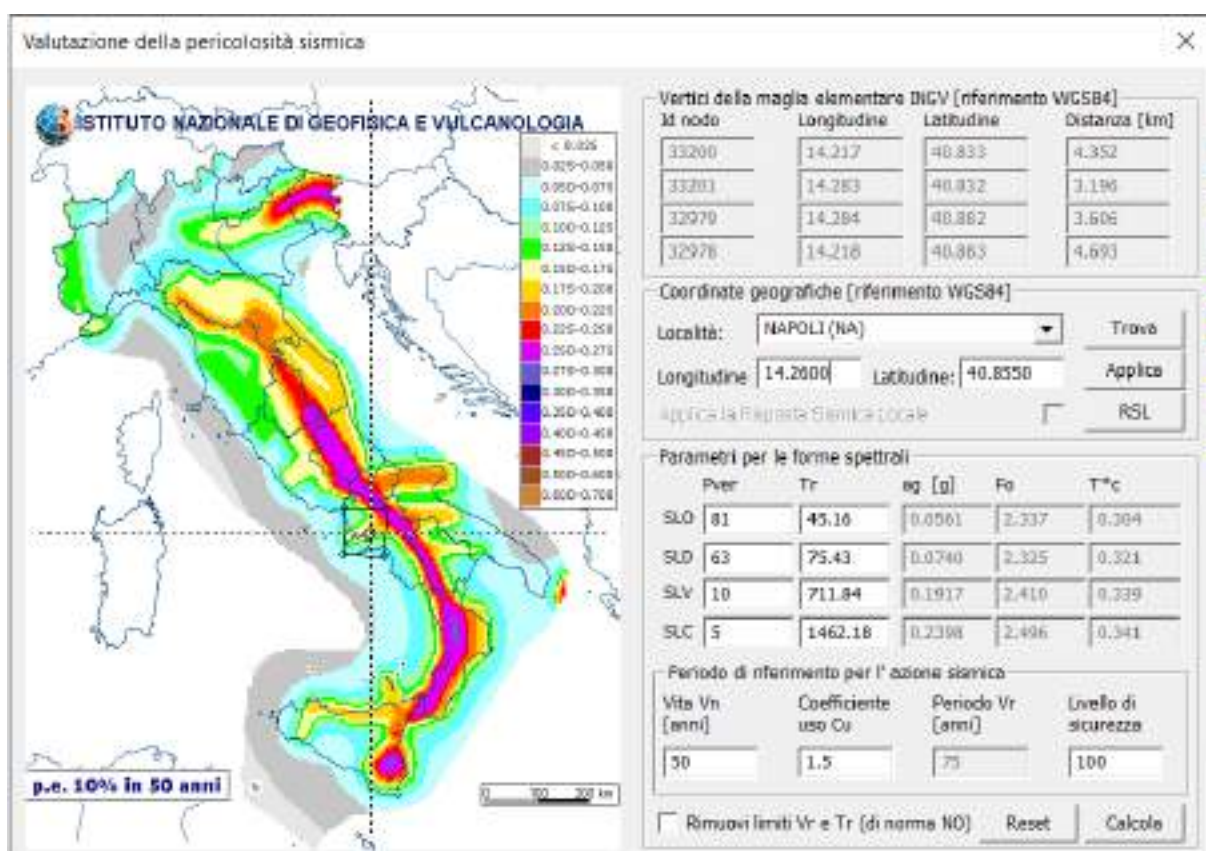 Valutazione della pericolosità sismica
ISTITUTO NAZIONALE DI GEOFISICA E VULCANOLOGIA
< 0.025
0.025-0.050
0.050-0.075
0.075-0.100
0.100-0.125
0.125-0.150
0.150-0.175
0.175-0.200
0.200-0.225
0.225-0.250
0.250-0.275
0.300-0.350
0.350-0.400
0.400-0.450
0.450-0.500
0.500-0.600
0.600-0.700
p.e. 10% in 50 anni
0 100 200 km
Vertici della maglia elementare INGV [riferimento WGS84]
Id nodo Longitudine Latitudine Distanza [km]
33200 14.217 40.833 4.352
33201 14.283 40.832 3.196
32979 14.284 40.882 3.606
32978 14.218 40.883 4.693
Coordinate geografiche [riferimento WGS84]
Località: NAPOLI (NA) Trova
Longitudine 14.2600 Latitudine: 40.8550 Applica
Applica la Risposta Sismica Locale RSL
Parametri per le forme spettrali
Pver Tr ag [g] Fo T*c
SLO 81 45.16 0.0561 2.337 0.304
SLD 63 75.43 0.0740 2.325 0.321
SLV 10 711.84 0.1917 2.410 0.339
SLC 5 1462.18 0.2398 2.496 0.341
Periodo di riferimento per l' azione sismica
Vita Vn Coefficiente Periodo Vr Livello di
[anni] uso Cu [anni] sicurezza
50 1.5 75 100
Rimuovi limiti Vr e Tr (di norma NO) Reset Calcola